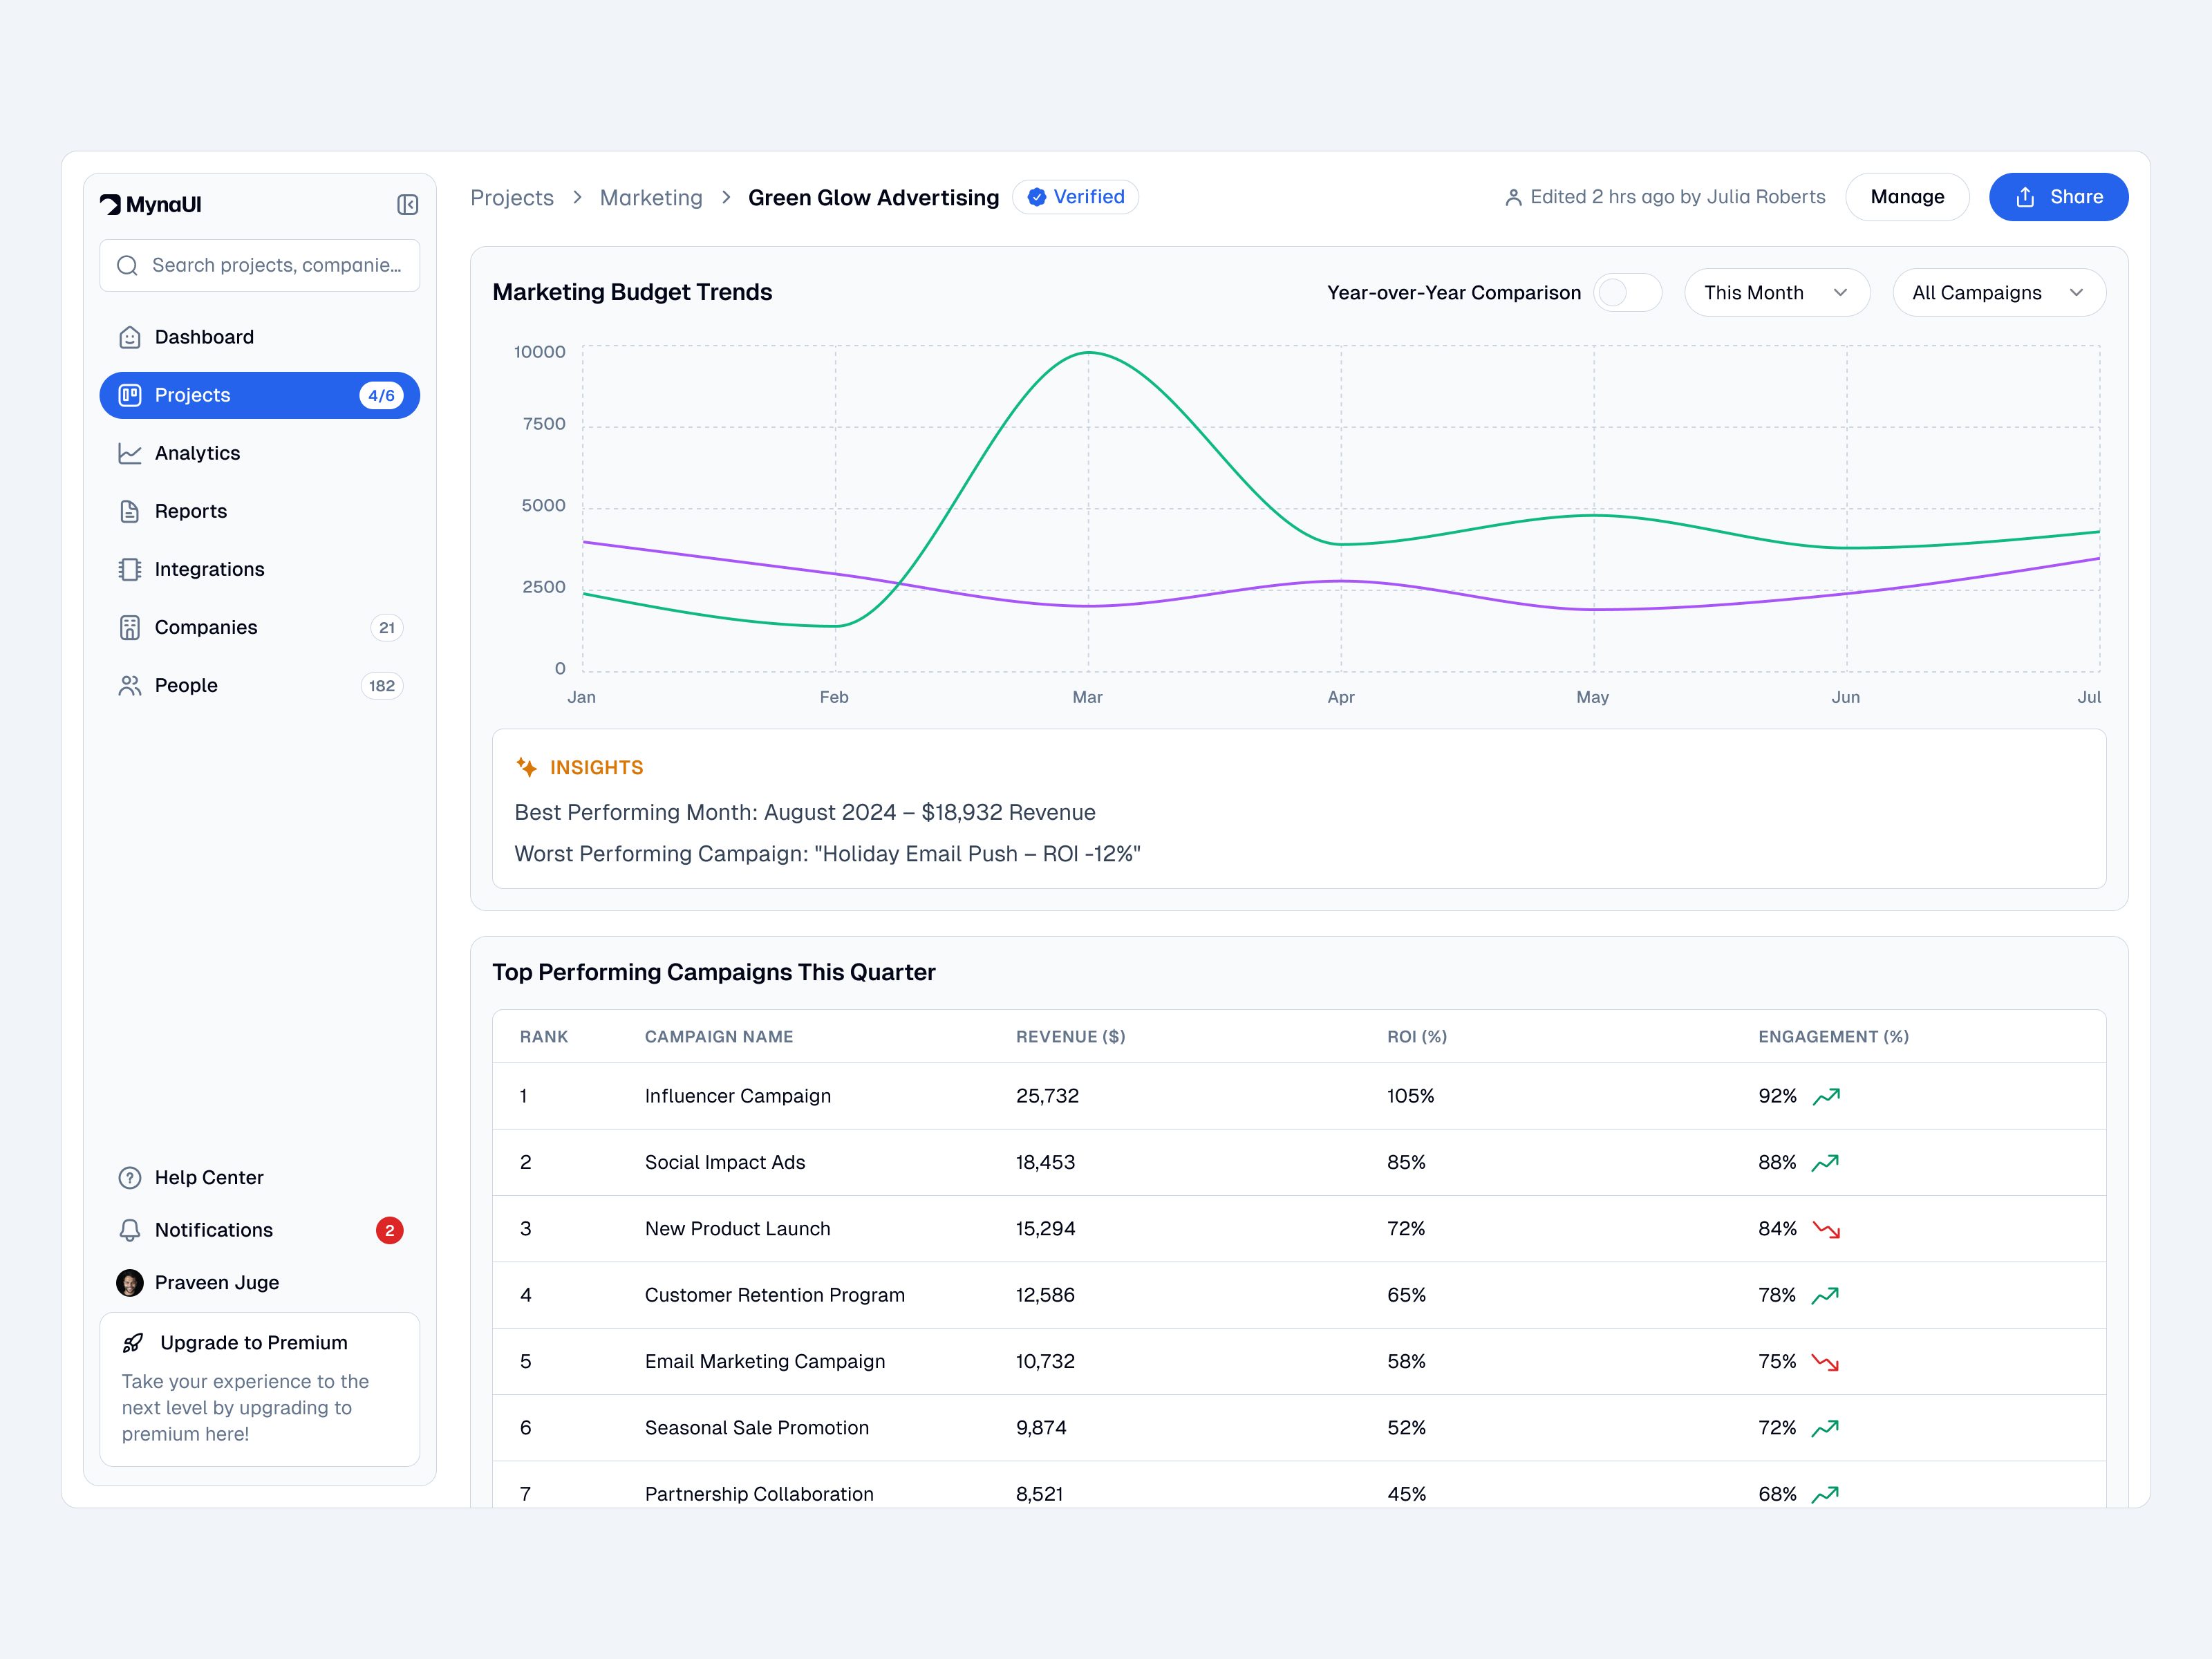 MynaUI
Search projects, companie...
Dashboard
Projects 4/6
Analytics
Reports
Integrations
Companies 21
People 182
Help Center
Notifications 2
Praveen Juge
Upgrade to Premium
Take your experience to the
next level by upgrading to
premium here!
Projects > Marketing > Green Glow Advertising Verified
Edited 2 hrs ago by Julia Roberts Manage Share
Marketing Budget Trends
Year-over-Year Comparison This Month All Campaigns
10000
7500
5000
2500
0
Jan Feb Mar Apr May Jun Jul
INSIGHTS
Best Performing Month: August 2024 – $18,932 Revenue
Worst Performing Campaign: "Holiday Email Push – ROI -12%"
Top Performing Campaigns This Quarter
RANK CAMPAIGN NAME REVENUE ($) ROI (%) ENGAGEMENT (%)
1 Influencer Campaign 25,732 105% 92%
2 Social Impact Ads 18,453 85% 88%
3 New Product Launch 15,294 72% 84%
4 Customer Retention Program 12,586 65% 78%
5 Email Marketing Campaign 10,732 58% 75%
6 Seasonal Sale Promotion 9,874 52% 72%
7 Partnership Collaboration 8,521 45% 68%